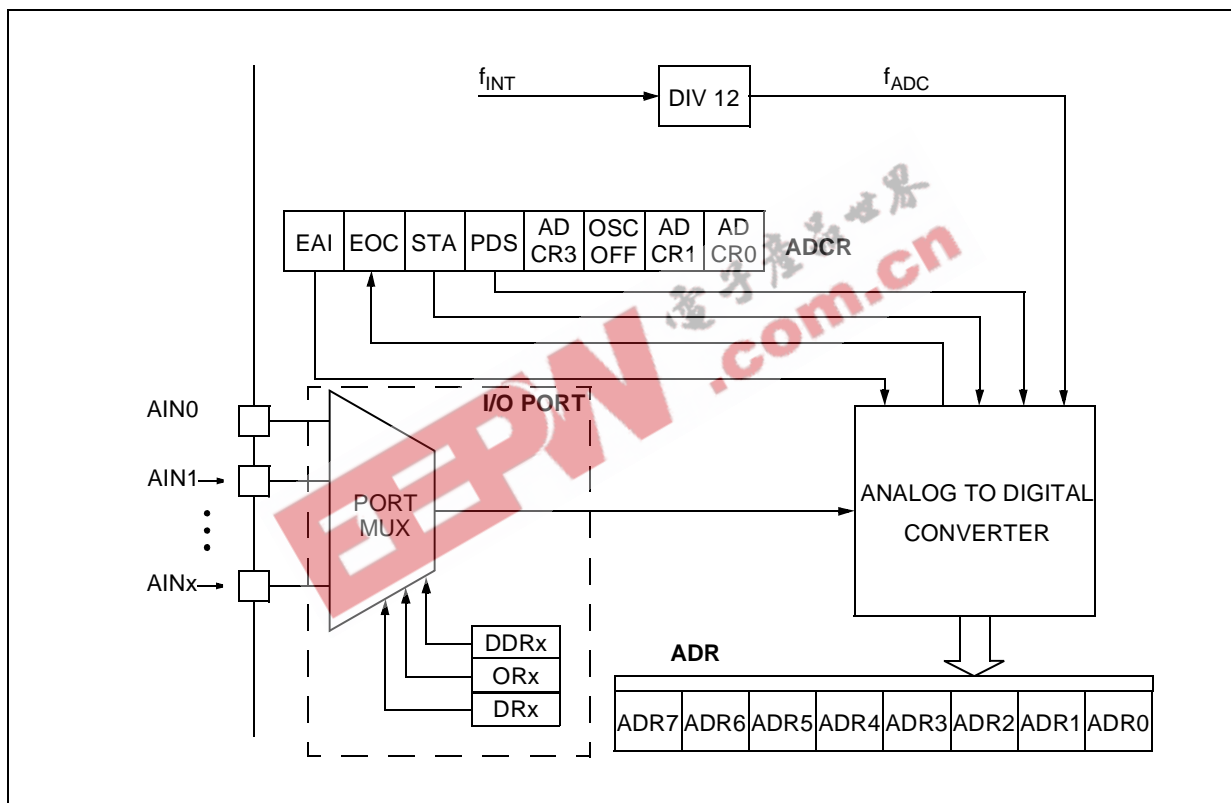 fINT
DIV 12
fADC
EAI EOC STA PDS AD CR3 OSC OFF AD CR1 AD CR0 ADCR
電子產品世界
.com.cn
EEPW
I/O PORT
AIN0
AIN1
AINx
PORT MUX
ANALOG TO DIGITAL
CONVERTER
DDRx
ORx
DRx
ADR
ADR7 ADR6 ADR5 ADR4 ADR3 ADR2 ADR1 ADR0